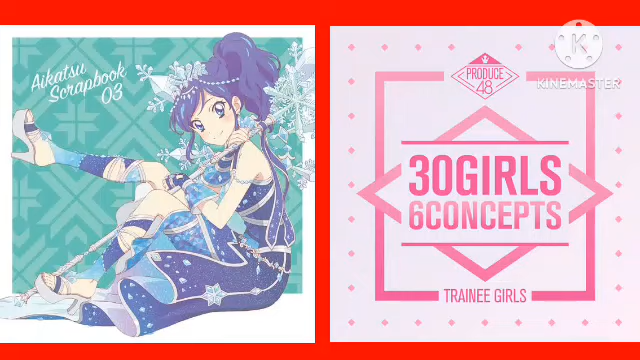 Aikatsu
Scrapbook
03
PRODUCE
48
30GIRLS
6CONCEPTS
TRAINEE GIRLS
K
KINEMASTER